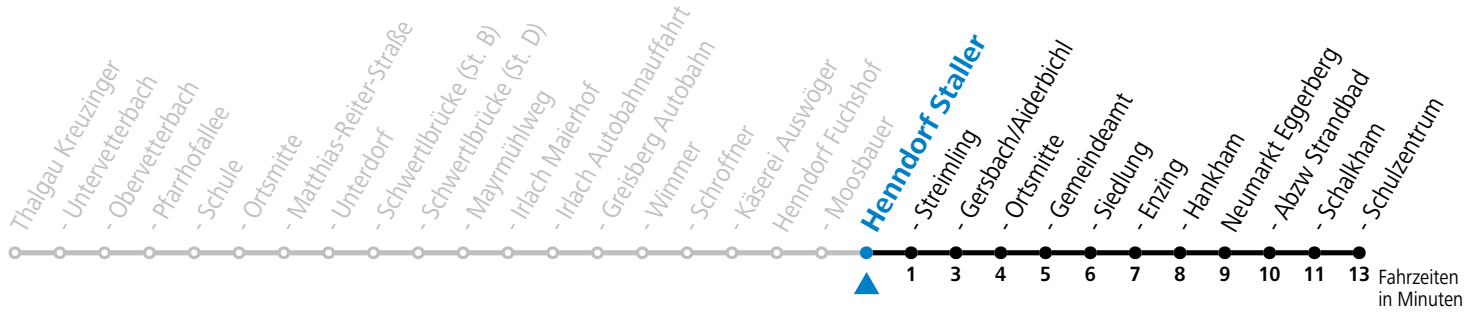 Thalgau Kreuzinger
- Untervetterbach
- Obervetterbach
- Pfarrhofallee
- Schule
- Ortsmitte
- Matthias-Reiter-Straße
- Unterdorf
- Schwertlbrücke (St. B)
- Schwertlbrücke (St. D)
- Mayrmühlweg
- Irlach Maierhof
- Irlach Autobahnauffahrt
- Greisberg Autobahn
- Wimmer
- Schroffner
- Käserei Auswöger
Henndorf Fuchshof
- Moosbauer
Henndorf Staller
- Streimling
- Gersbach/Aiderbichl
- Ortsmitte
- Gemeindeamt
- Siedlung
- Enzing
- Hankham
Neumarkt Eggerberg
- Abzw Strandbad
- Schalkham
- Schulzentrum
1 3 4 5 6 7 8 9 10 11 13 Fahrzeiten
in Minuten